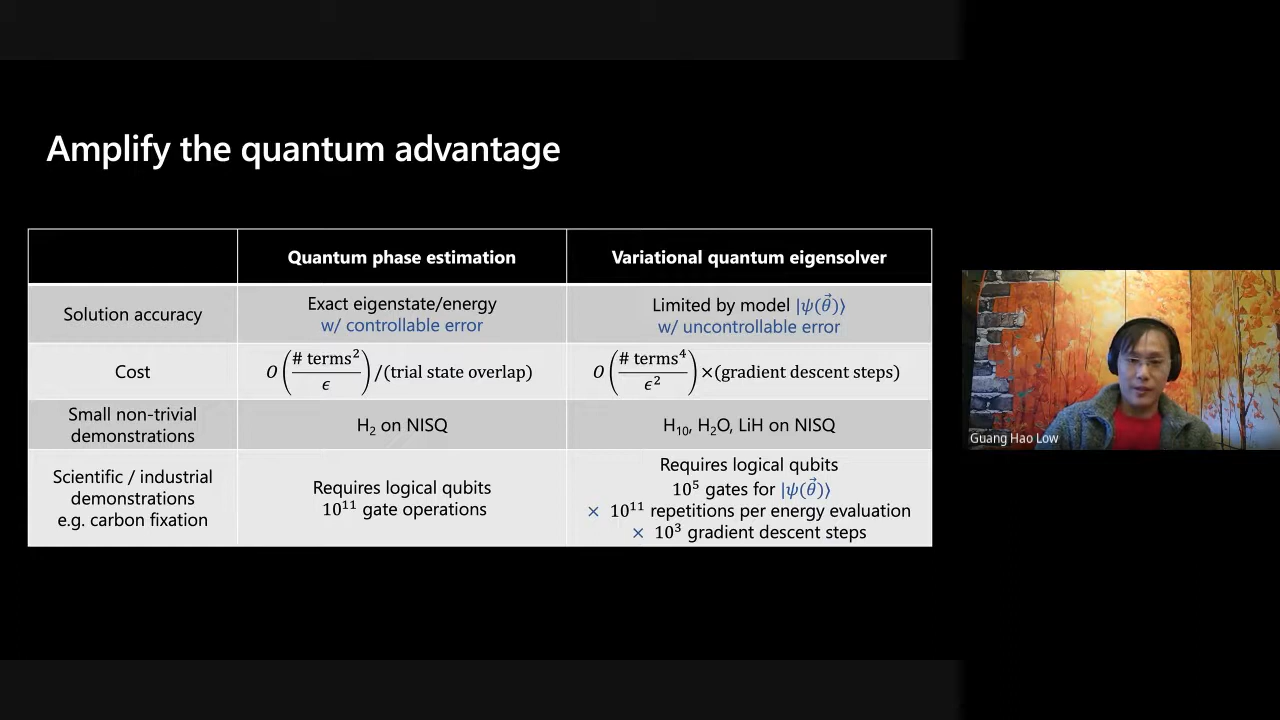 Amplify the quantum advantage
Quantum phase estimation
Variational quantum eigensolver
Solution accuracy
Exact eigenstate/energy
w/ controllable error
Limited by model |ψ(θ⃗)⟩
w/ uncontrollable error
Cost
O(# terms²/ϵ)/(trial state overlap)
O(# terms⁴/ϵ²)×(gradient descent steps)
Small non-trivial
demonstrations
H₂ on NISQ
H₁₀, H₂O, LiH on NISQ
Scientific / industrial
demonstrations
e.g. carbon fixation
Requires logical qubits
10¹¹ gate operations
Requires logical qubits
10⁵ gates for |ψ(θ⃗)⟩
× 10¹¹ repetitions per energy evaluation
× 10³ gradient descent steps
Guang Hao Low